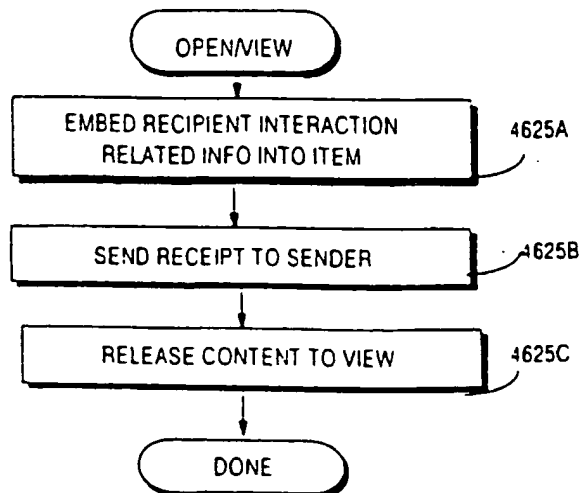 OPEN/VIEW
EMBED RECIPIENT INTERACTION
RELATED INFO INTO ITEM
4625A
SEND RECEIPT TO SENDER
4625B
RELEASE CONTENT TO VIEW
4625C
DONE